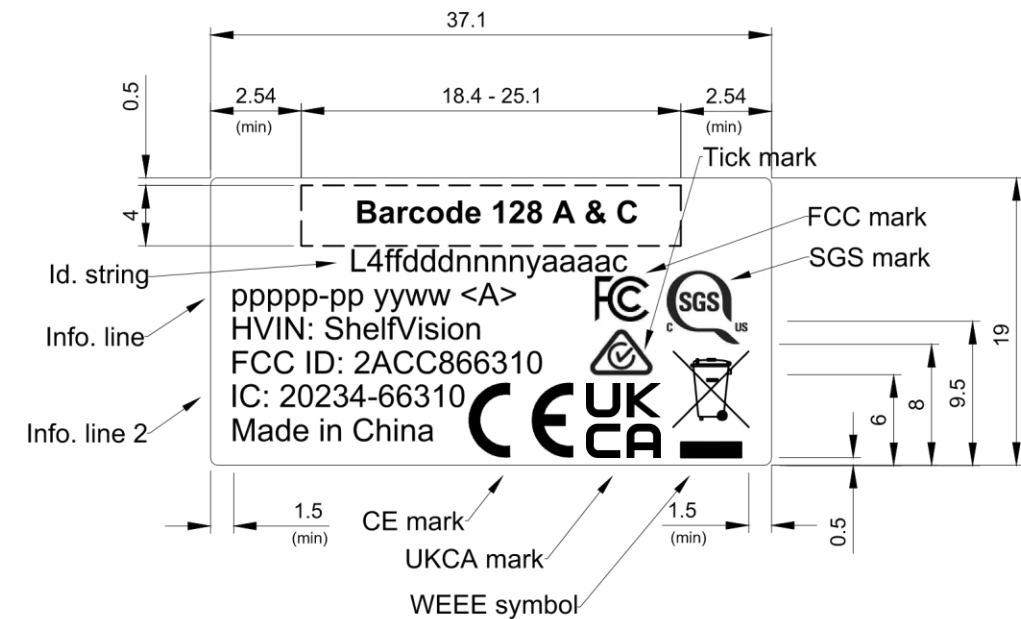 37.1
0.5
2.54
(min)
18.4 - 25.1
2.54
(min)
Tick mark
4
Barcode 128 A & C
FCC mark
Id. string
L4ffdddnnnnyaaaac
SGS mark
FC
SGS
C
US
ppppp-pp yyww <A>
Info. line
HVIN: ShelfVision
FCC ID: 2ACC866310
IC: 20234-66310
Made in China
Info. line 2
CE
UK
CA
19
9.5
8
6
0.5
1.5
(min)
1.5
(min)
CE mark
UKCA mark
WEEE symbol